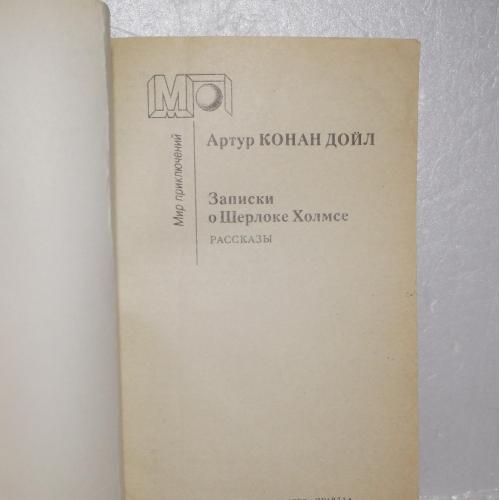 МП
Мир приключений
Артур КОНАН ДОЙЛ
Записки
о Шерлоке Холмсе
РАССКАЗЫ